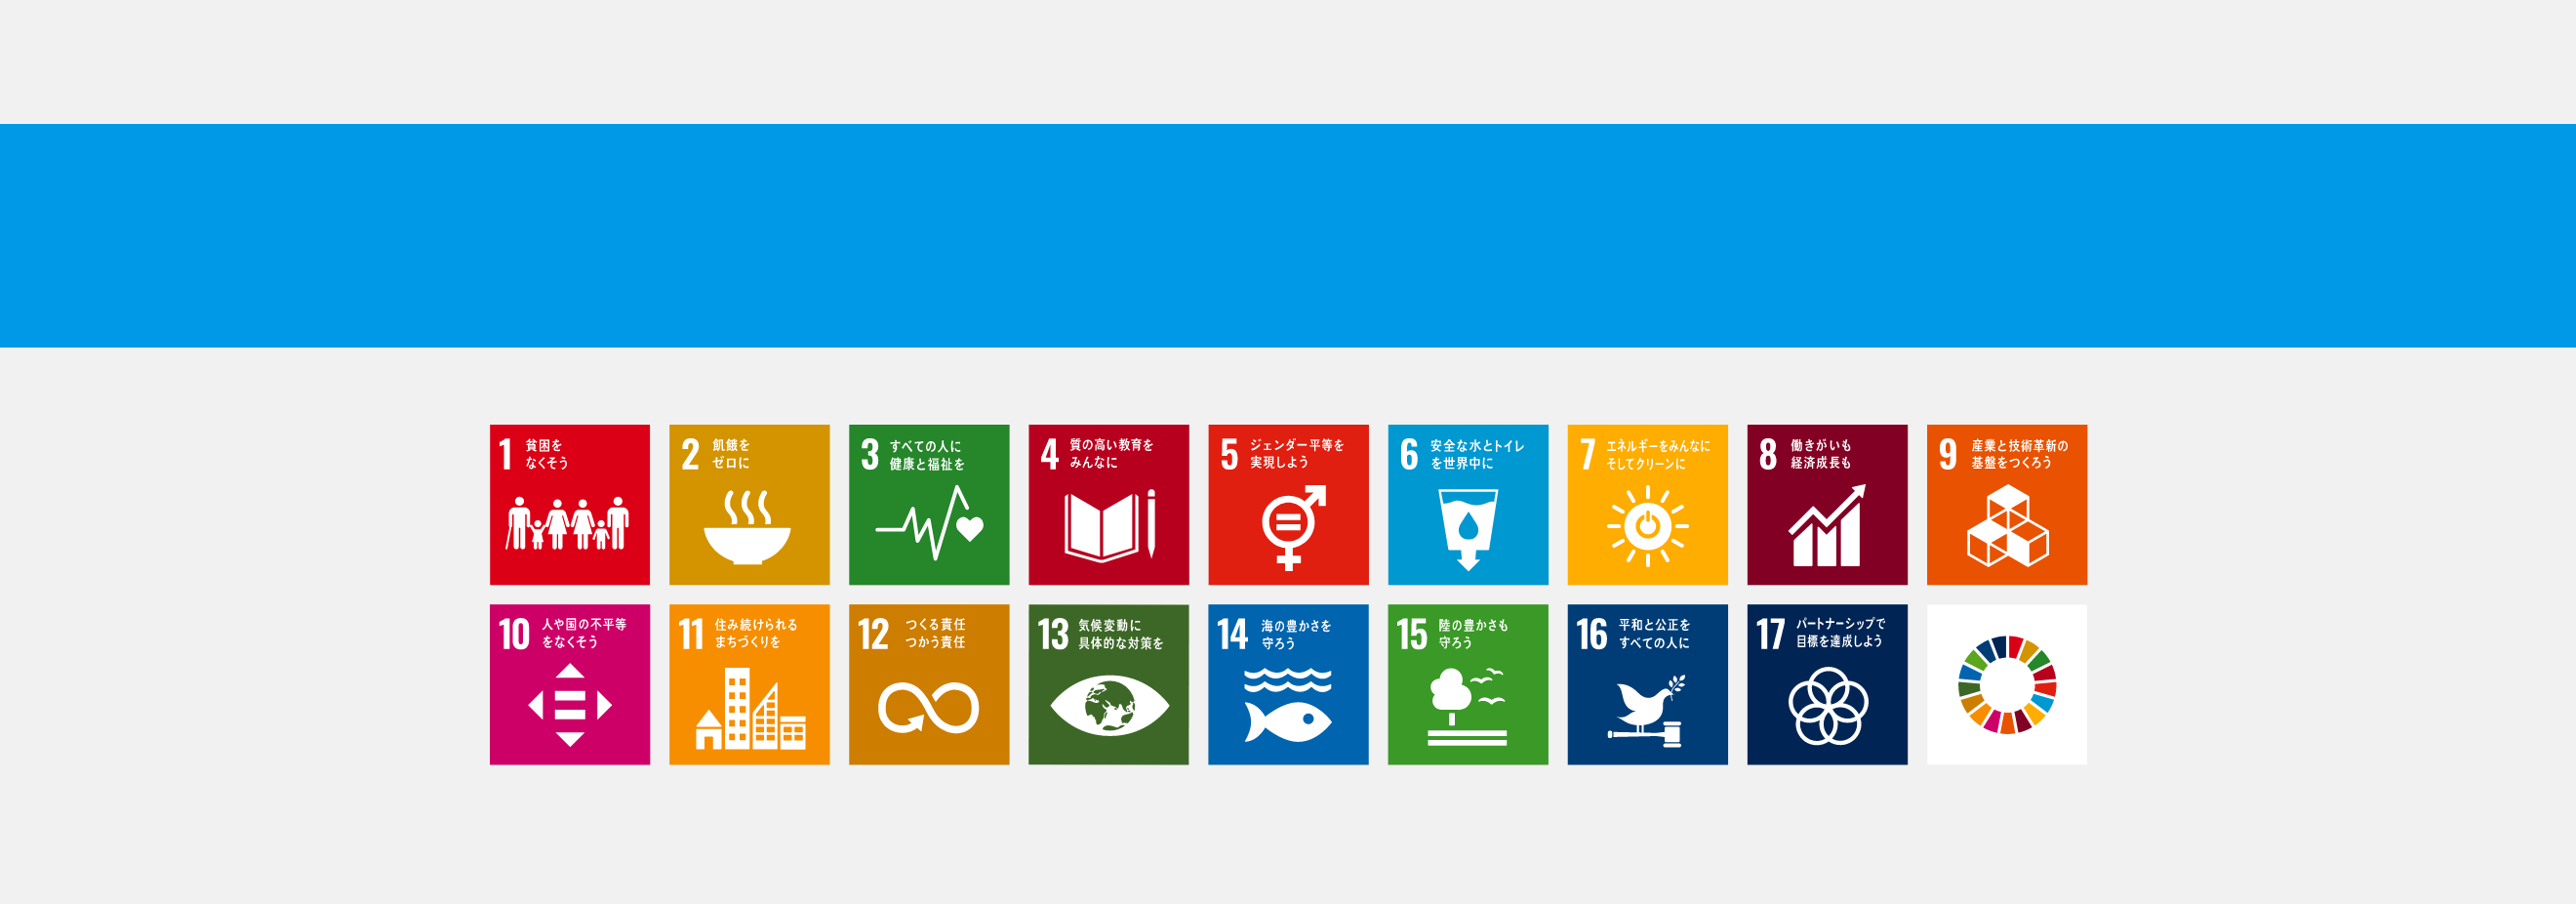 1
貧困を
なくそう
2
飢餓を
ゼロに
3
すべての人に
健康と福祉を
4
質の高い教育を
みんなに
5
ジェンダー平等を
実現しよう
6
安全な水とトイレ
を世界中に
7
エネルギーをみんなに
そしてクリーンに
8
働きがいも
経済成長も
9
産業と技術革新の
基盤をつくろう
10
人や国の不平等
をなくそう
11
住み続けられる
まちづくりを
12
つくる責任
つかう責任
13
気候変動に
具体的な対策を
14
海の豊かさを
守ろう
15
陸の豊かさも
守ろう
16
平和と公正を
すべての人に
17
パートナーシップで
目標を達成しよう